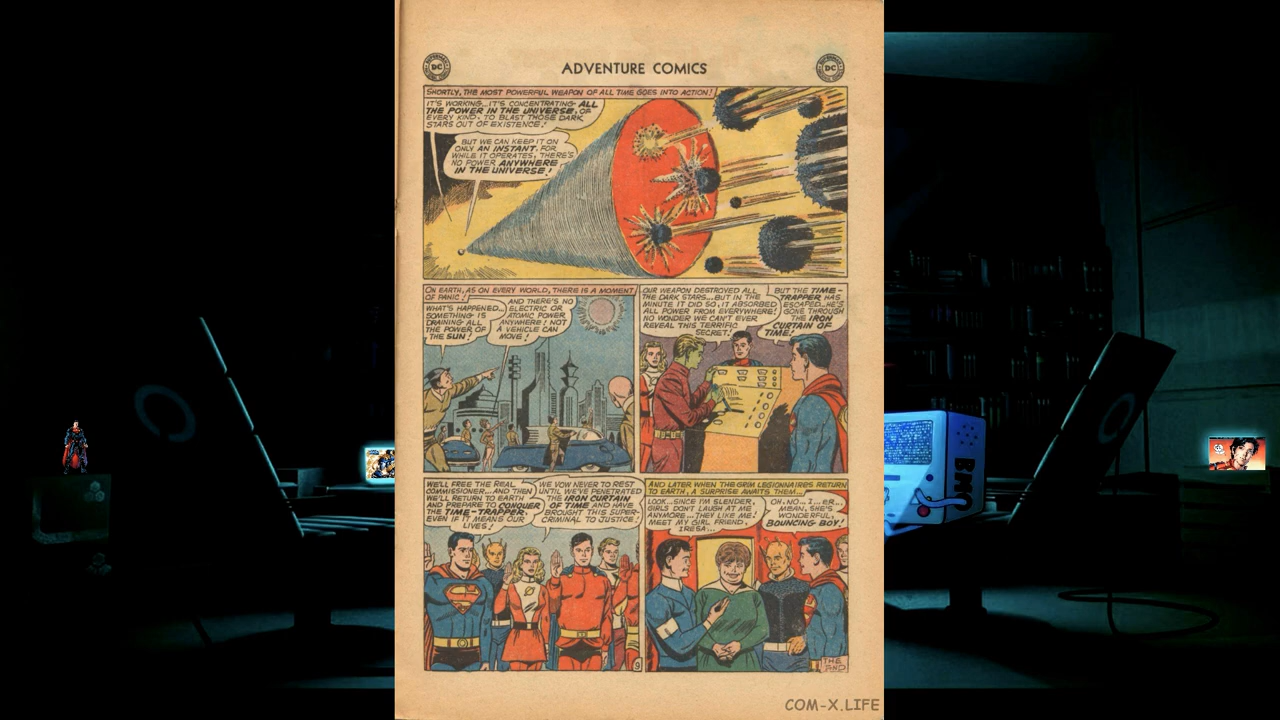 ADVENTURE COMICS
SHORTLY, THE MOST POWERFUL WEAPON OF ALL TIME GOES INTO ACTION!
IT'S WORKING...IT'S CONCENTRATING ALL
THE POWER IN THE UNIVERSE, OF
EVERY KIND, TO BLAST THOSE DARK
STARS OUT OF EXISTENCE!
BUT WE CAN KEEP IT ON
ONLY AN INSTANT. FOR
WHILE IT OPERATES, THERE'S
NO POWER ANYWHERE
IN THE UNIVERSE!
ON EARTH, AS ON EVERY WORLD, THERE IS A MOMENT
OF PANIC!
WHAT'S HAPPENED...
SOMETHING IS
DRAINING ALL
THE POWER OF
THE SUN!
AND THERE'S NO
ELECTRIC OR
ATOMIC POWER
ANYWHERE! NOT
A VEHICLE CAN
MOVE!
OUR WEAPON DESTROYED ALL
THE DARK STARS...BUT IN THE
MINUTE IT DID SO, IT ABSORBED
ALL POWER FROM EVERYWHERE!
NO WONDER WE CAN'T EVER
REVEAL THIS TERRIFIC
SECRET!
BUT THE TIME-
TRAPPER HAS
ESCAPED...HE'S
GONE THROUGH
THE IRON
CURTAIN OF
TIME!
WE'LL FREE THE REAL
COMMISSIONER...AND THEN
WE'LL RETURN TO EARTH
AND PREPARE TO CONQUER
THE TIME-TRAPPER,
EVEN IF IT MEANS OUR
LIVES!
WE VOW NEVER TO REST
UNTIL WE'VE PENETRATED
THE IRON CURTAIN
OF TIME AND HAVE
BROUGHT THIS SUPER-
CRIMINAL TO JUSTICE!
9
AND LATER WHEN THE GRIM LEGIONNAIRES RETURN
TO EARTH, A SURPRISE AWAITS THEM...
LOOK...SINCE I'M SLENDER,
GIRLS DON'T LAUGH AT ME
ANYMORE...THEY LIKE ME!
MEET MY GIRL FRIEND,
IRESA...
OH, NO... I...ER...
MEAN, SHE'S
WONDERFUL,
BOUNCING BOY!
THE
END
COM-X.LIFE